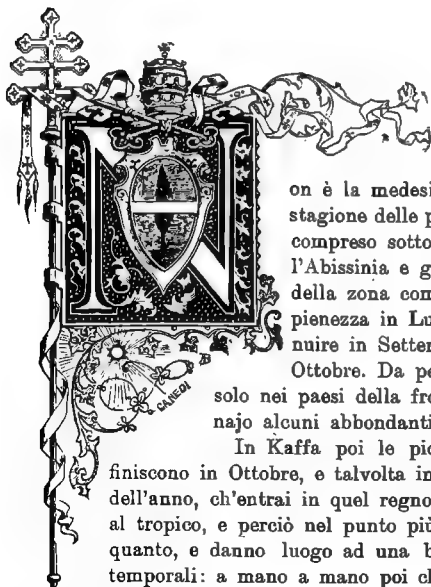 N
on è la medesi
stagione delle p
compreso sotto
l'Abissinia e g
della zona com
pienezza in Lu
nuire in Setter
Ottobre. Da pe
solo nei paesi della fro
najo alcuni abbondanti
In Kaffa poi le pio
finiscono in Ottobre, e talvolta in
dell'anno, ch'entrai in quel regno
al tropico, e perciò nel punto più
quanto, e danno luogo ad una b
temporali: a mano a mano poi ch
CANEDI